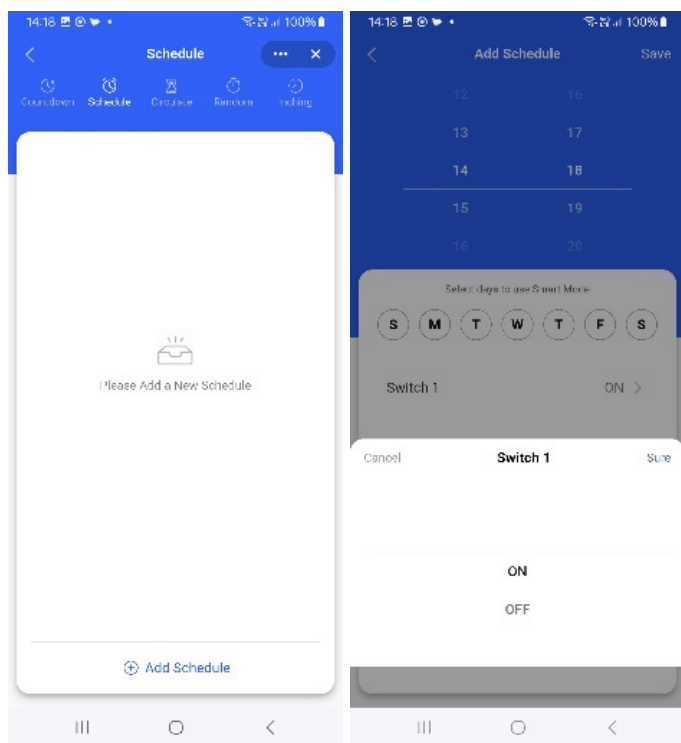 14:18
100%
Schedule
Countdown Schedule Circulate Random Inching
Please Add a New Schedule
Add Schedule
14:18
100%
Add Schedule Save
12 16
13 17
14 18
15 19
16 20
Select days to use Smart Mode
S M T W T F S
Switch 1 ON
Cancel Switch 1 Sure
ON
OFF